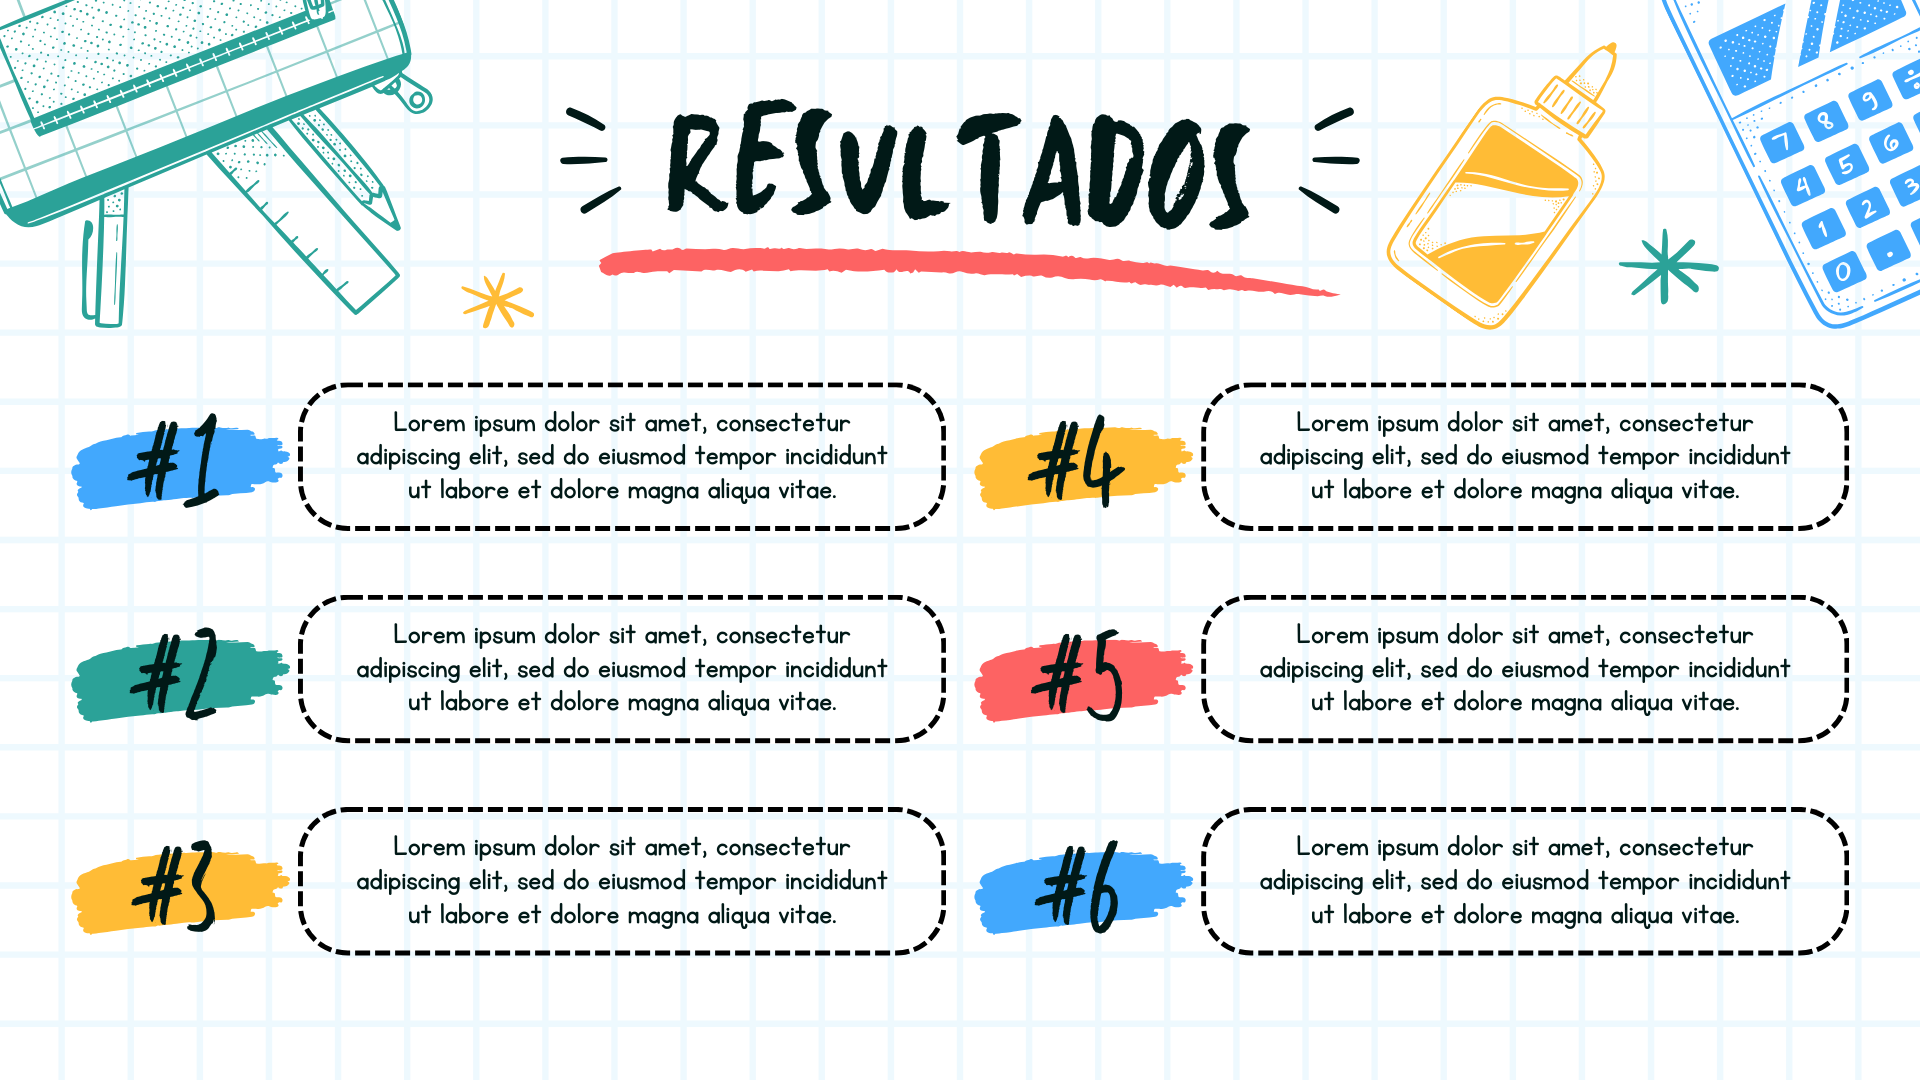 RESULTADOS
7 8 9 ÷
4 5 6
1 2 3
0 .
#1
Lorem ipsum dolor sit amet, consectetur
adipiscing elit, sed do eiusmod tempor incididunt
ut labore et dolore magna aliqua vitae.
#2
Lorem ipsum dolor sit amet, consectetur
adipiscing elit, sed do eiusmod tempor incididunt
ut labore et dolore magna aliqua vitae.
#3
Lorem ipsum dolor sit amet, consectetur
adipiscing elit, sed do eiusmod tempor incididunt
ut labore et dolore magna aliqua vitae.
#4
Lorem ipsum dolor sit amet, consectetur
adipiscing elit, sed do eiusmod tempor incididunt
ut labore et dolore magna aliqua vitae.
#5
Lorem ipsum dolor sit amet, consectetur
adipiscing elit, sed do eiusmod tempor incididunt
ut labore et dolore magna aliqua vitae.
#6
Lorem ipsum dolor sit amet, consectetur
adipiscing elit, sed do eiusmod tempor incididunt
ut labore et dolore magna aliqua vitae.